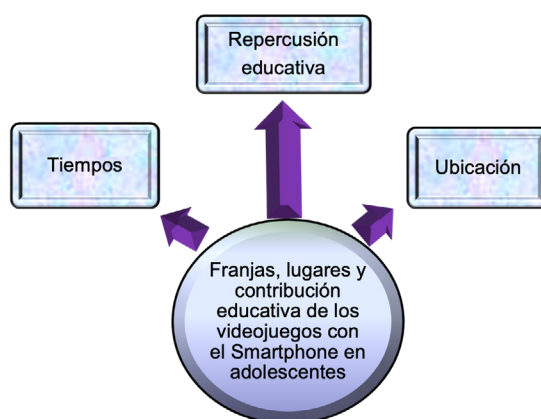 Repercusión
educativa
Tiempos
Ubicación
Franjas, lugares y
contribución
educativa de los
videojuegos con
el Smartphone en
adolescentes